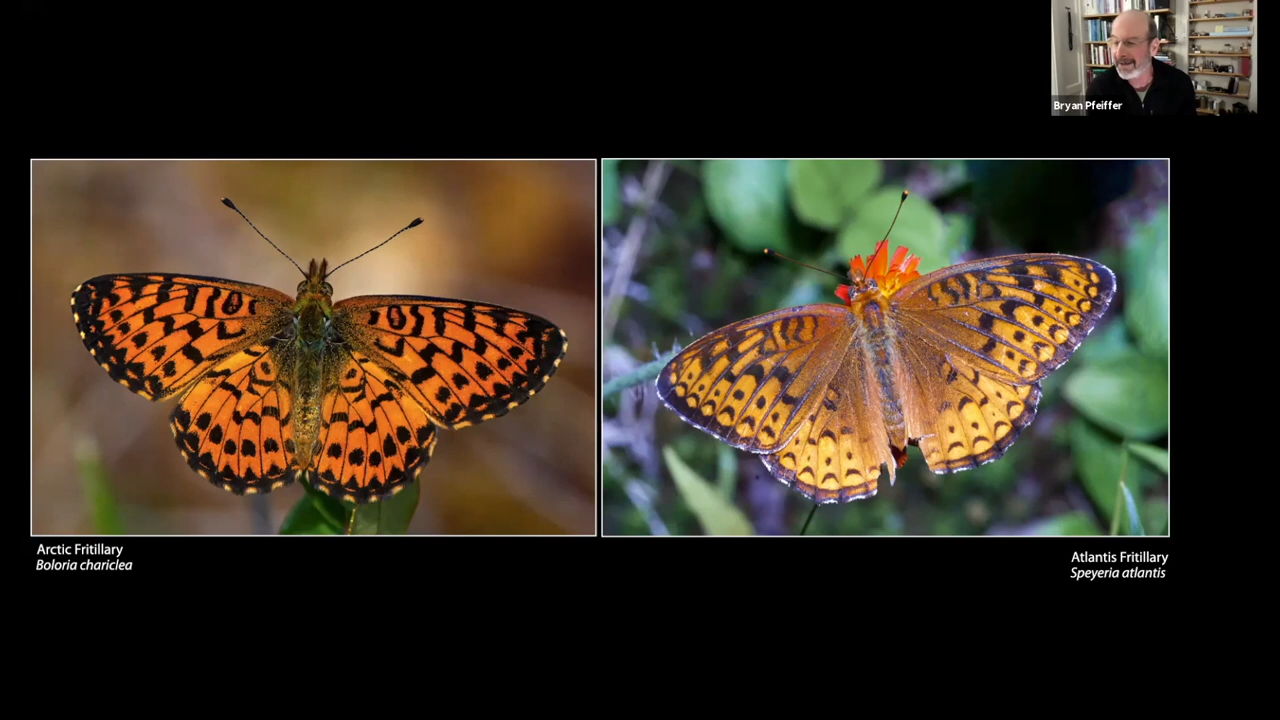 Bryan Pfeiffer
Arctic Fritillary
Boloria chariclea
Atlantis Fritillary
Speyeria atlantis